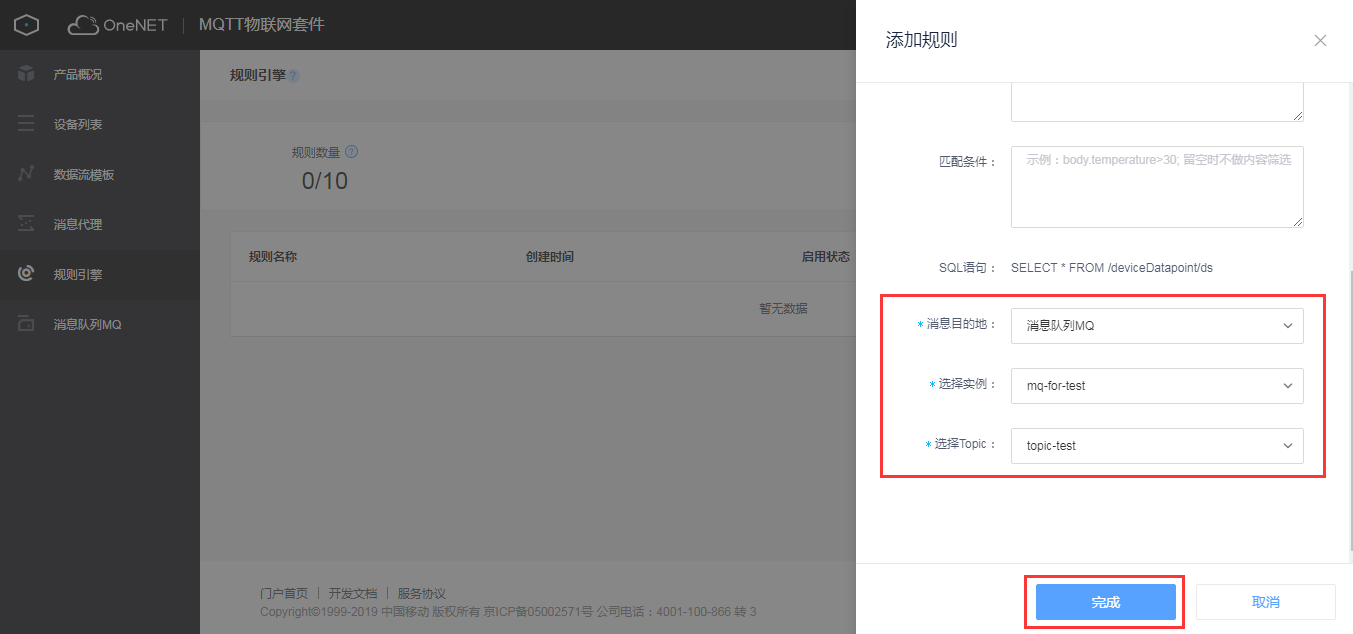 OneNET | MQTT物联网套件
产品概况
设备列表
数据流模板
消息代理
规则引擎
消息队列MQ
规则引擎 ?
规则数量 ?
0/10
规则名称 创建时间 启用状态
暂无数据
门户首页 | 开发文档 | 服务协议
Copyright©1999-2019 中国移动 版权所有 京ICP备05002571号 公司电话：4001-100-866 转 3
添加规则
匹配条件： 示例：body.temperature>30; 留空时不做内容筛选
SQL语句： SELECT * FROM /deviceDatapoint/ds
* 消息目的地： 消息队列MQ
* 选择实例： mq-for-test
* 选择Topic： topic-test
完成 取消